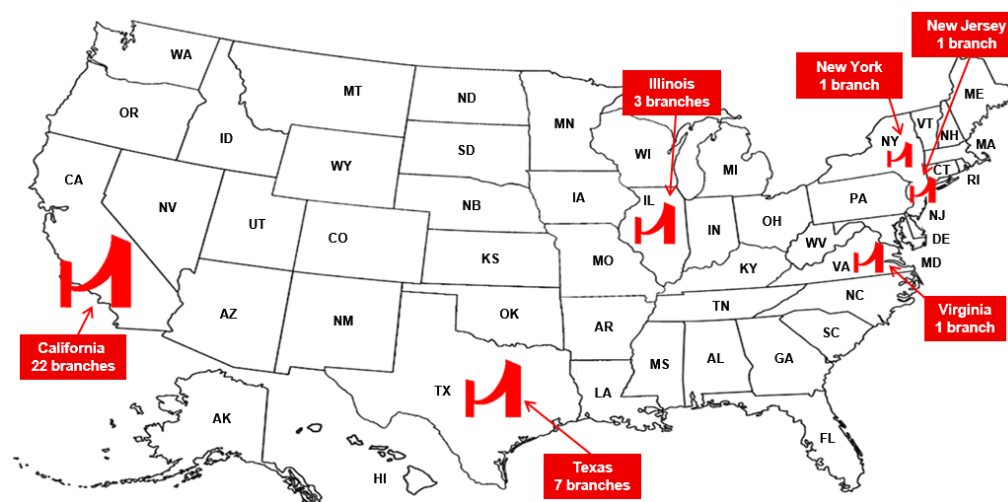 New Jersey
1 branch
New York
1 branch
Illinois
3 branches
WA
MT
ND
MN
ME
VT
NH
OR
ID
SD
WI
MI
NY
MA
WY
CT
RI
CA
NV
UT
CO
NB
IA
IL
IN
OH
PA
NJ
DE
WV
MD
KS
MO
KY
VA
AZ
NM
OK
AR
TN
NC
SC
Virginia
1 branch
California
22 branches
MS
AL
GA
TX
LA
AK
FL
HI
Texas
7 branches